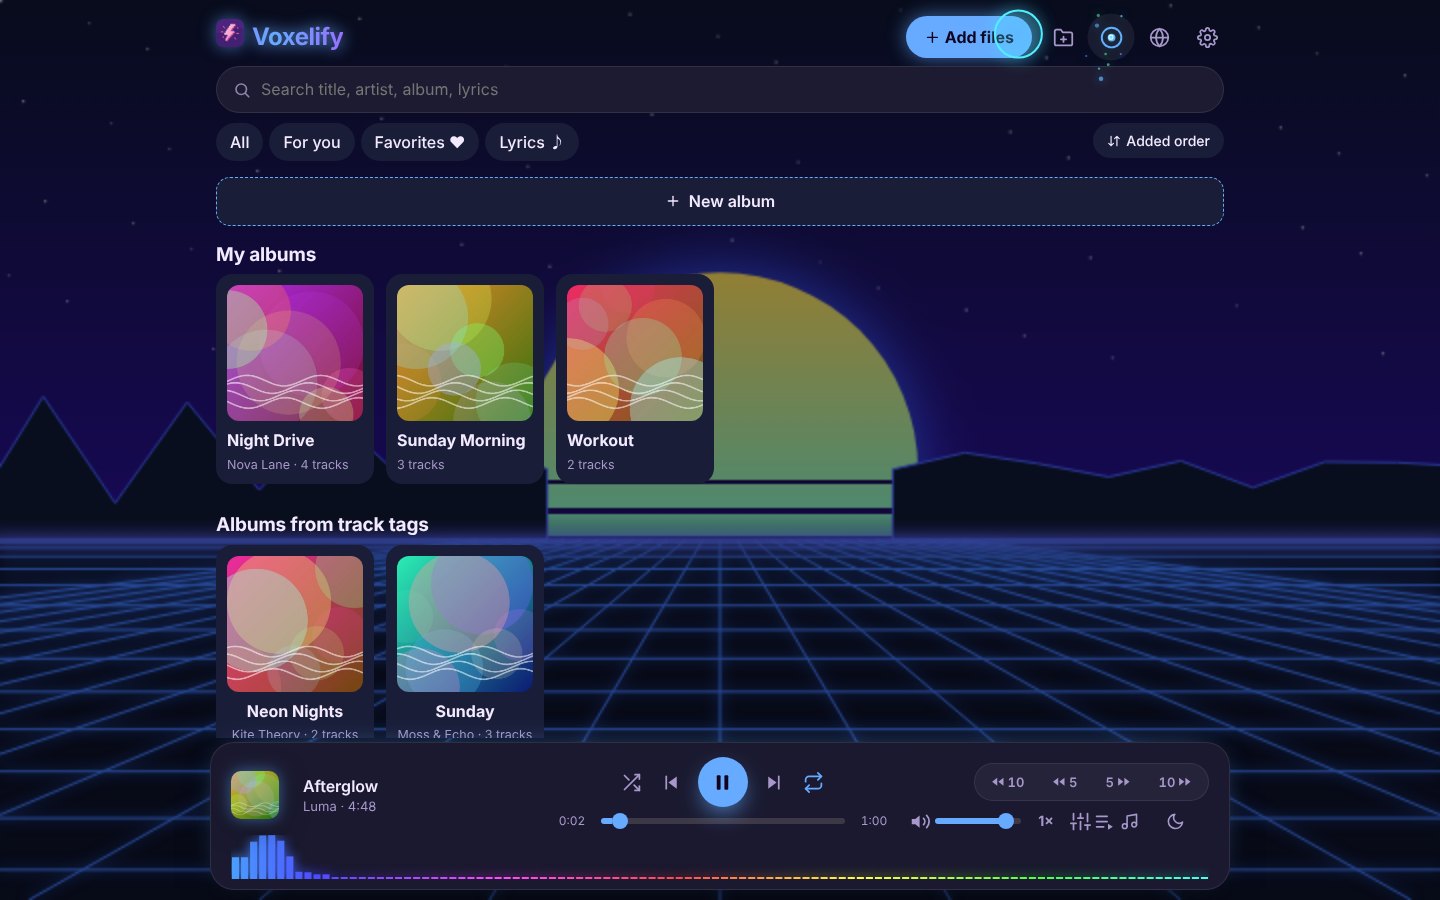 Voxelify
+ Add files
Search title, artist, album, lyrics
All
For you
Favorites ♥
Lyrics ♪
Added order
+ New album
My albums
Night Drive
Nova Lane · 4 tracks
Sunday Morning
3 tracks
Workout
2 tracks
Albums from track tags
Neon Nights
Kite Theory · 2 tracks
Sunday
Moss & Echo · 3 tracks
Afterglow
Luma · 4:48
10
5
5
10
0:02
1:00
1×